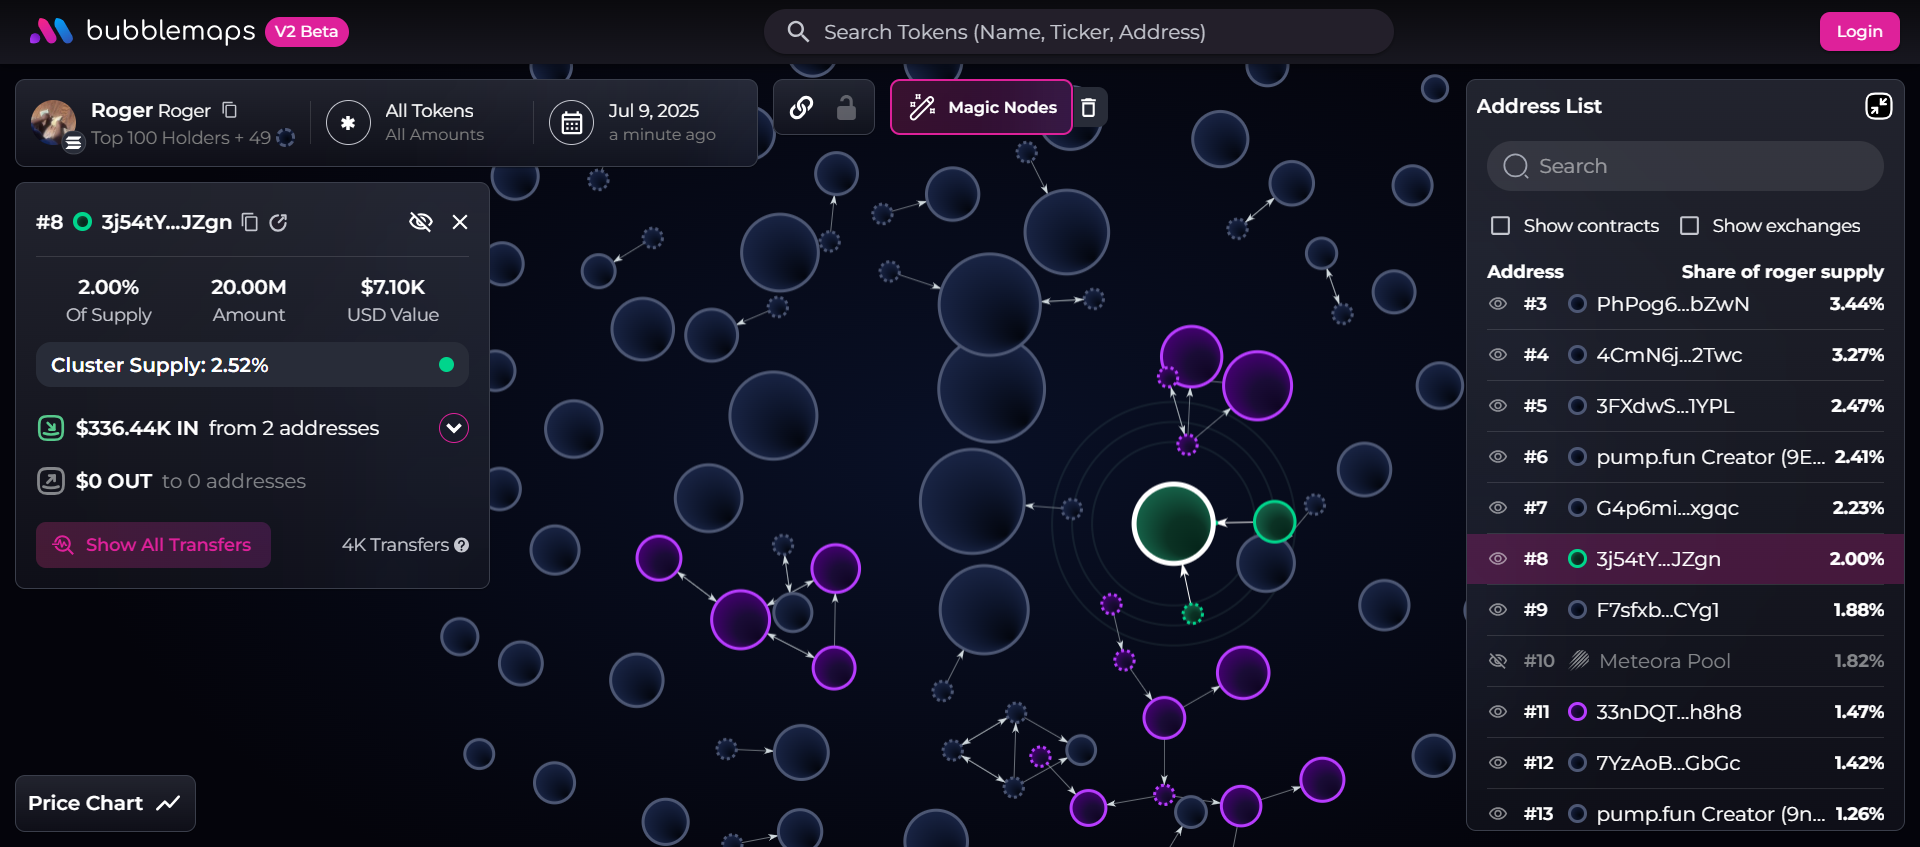 bubblemaps V2 Beta
Search Tokens (Name, Ticker, Address)
Login
Roger Roger
Top 100 Holders + 49
All Tokens
All Amounts
Jul 9, 2025
a minute ago
Magic Nodes
#8 3j54tY...JZgn
2.00% 20.00M $7.10K
Of Supply Amount USD Value
Cluster Supply: 2.52%
$336.44K IN from 2 addresses
$0 OUT to 0 addresses
Show All Transfers 4K Transfers ?
Price Chart
Address List
Search
Show contracts Show exchanges
Address Share of roger supply
#3 PhPog6...bZwN 3.44%
#4 4CmN6j...2Twc 3.27%
#5 3FXdwS...1YPL 2.47%
#6 pump.fun Creator (9E... 2.41%
#7 G4p6mi...xgqc 2.23%
#8 3j54tY...JZgn 2.00%
#9 F7sfxb...CYg1 1.88%
#10 Meteora Pool 1.82%
#11 33nDQT...h8h8 1.47%
#12 7YzAoB...GbGc 1.42%
#13 pump.fun Creator (9n... 1.26%